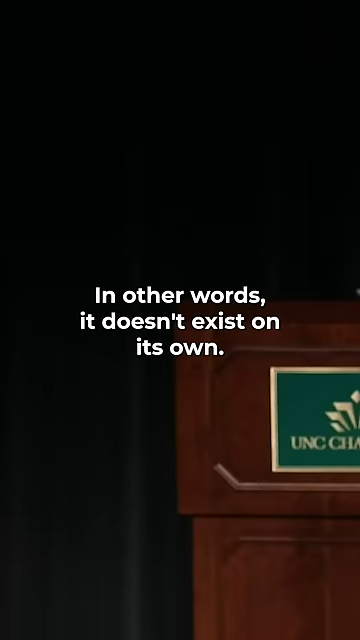 In other words,
it doesn't exist on
its own.
UNC CHA